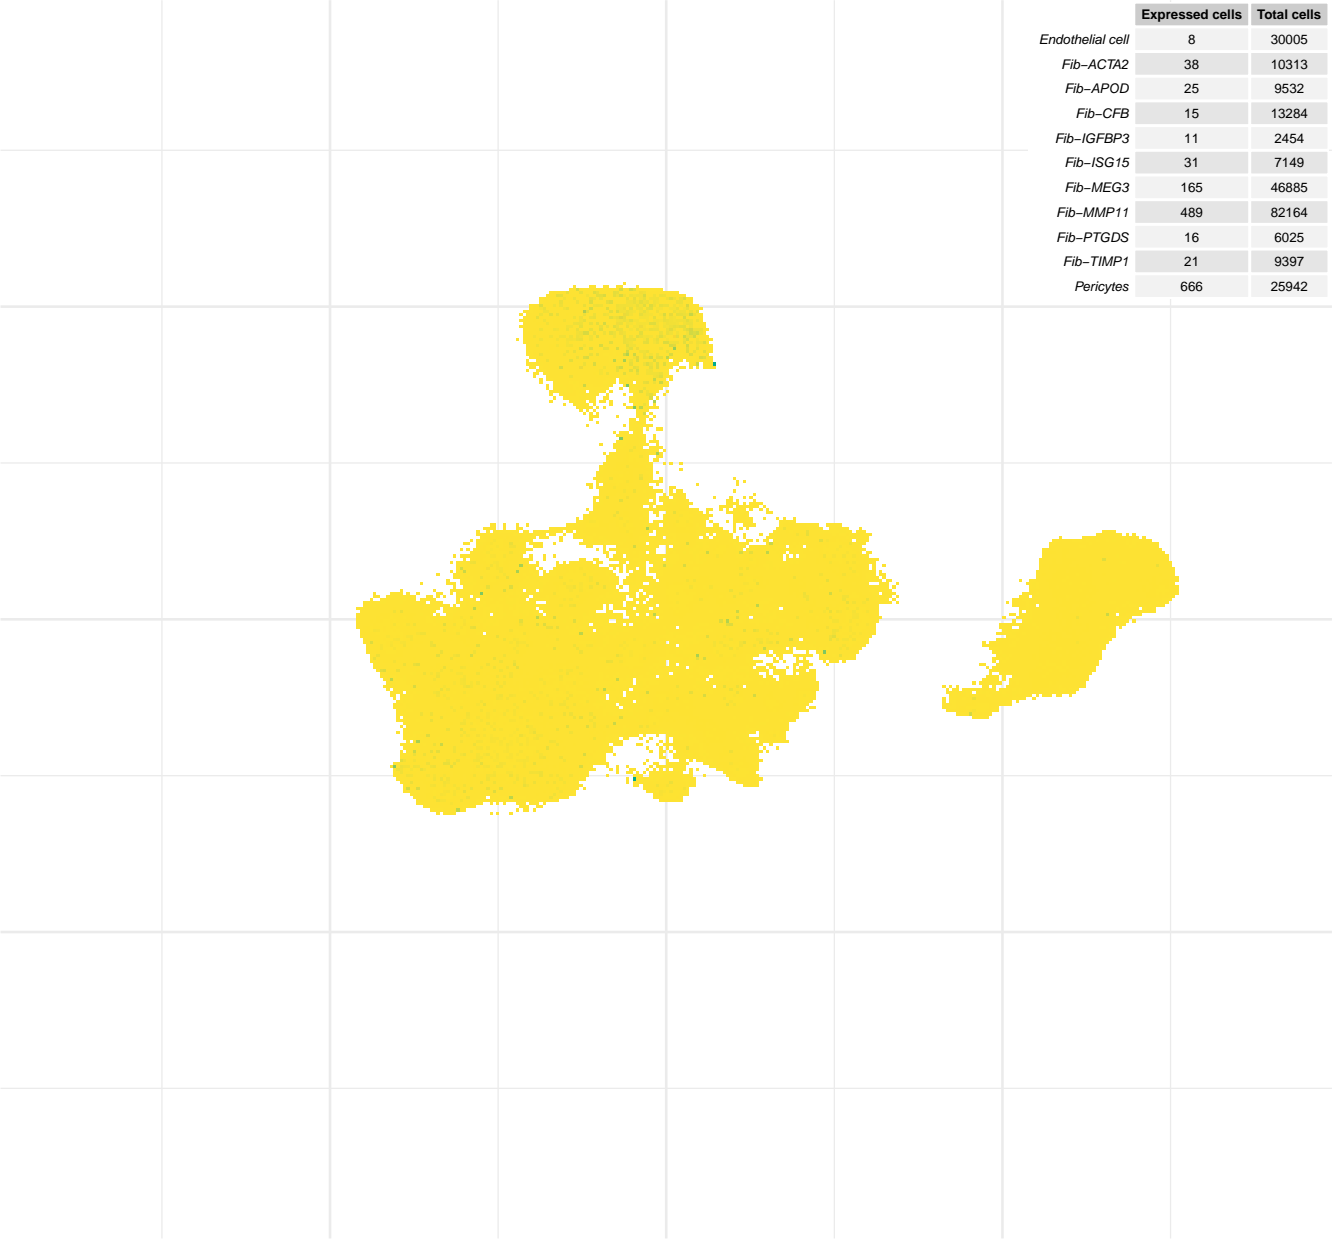 Expressed cells Total cells
Endothelial cell 8 30005
Fib−ACTA2 38 10313
Fib−APOD 25 9532
Fib−CFB 15 13284
Fib−IGFBP3 11 2454
Fib−ISG15 31 7149
Fib−MEG3 165 46885
Fib−MMP11 489 82164
Fib−PTGDS 16 6025
Fib−TIMP1 21 9397
Pericytes 666 25942